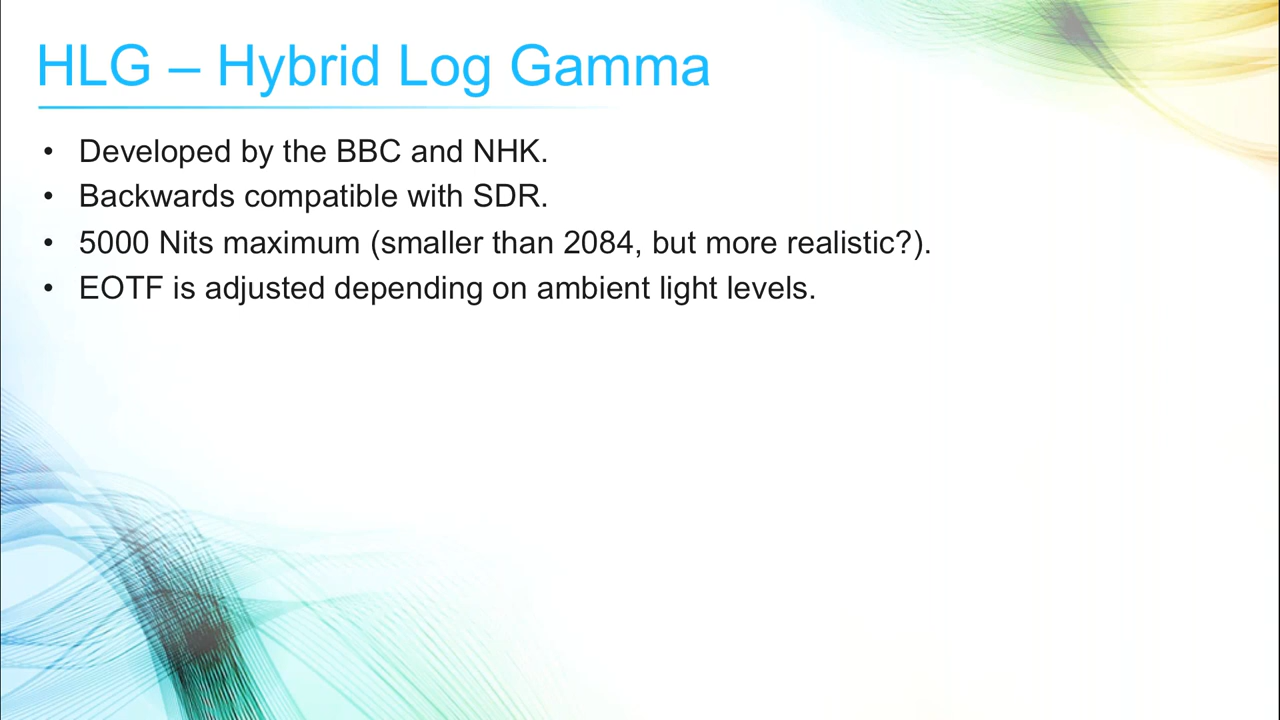 HLG – Hybrid Log Gamma
• Developed by the BBC and NHK.
• Backwards compatible with SDR.
• 5000 Nits maximum (smaller than 2084, but more realistic?).
• EOTF is adjusted depending on ambient light levels.